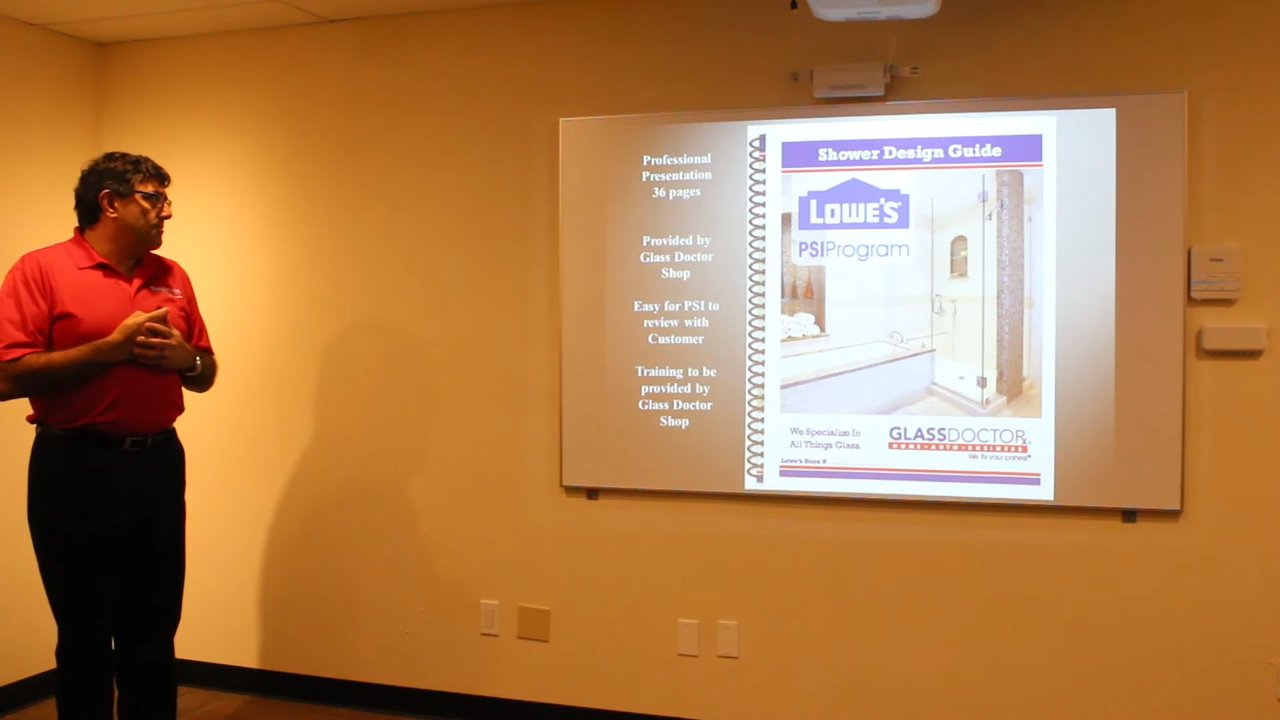 Professional
Presentation
36 pages
Provided by
Glass Doctor
Shop
Easy for PSI to
review with
Customer
Training to be
provided by
Glass Doctor
Shop
Shower Design Guide
LOWE'S
PSIProgram
We Specialize In
All Things Glass.
Lowe's Store #
GLASSDOCTOR
HOME • AUTO • BUSINESS
We fix your panes!®